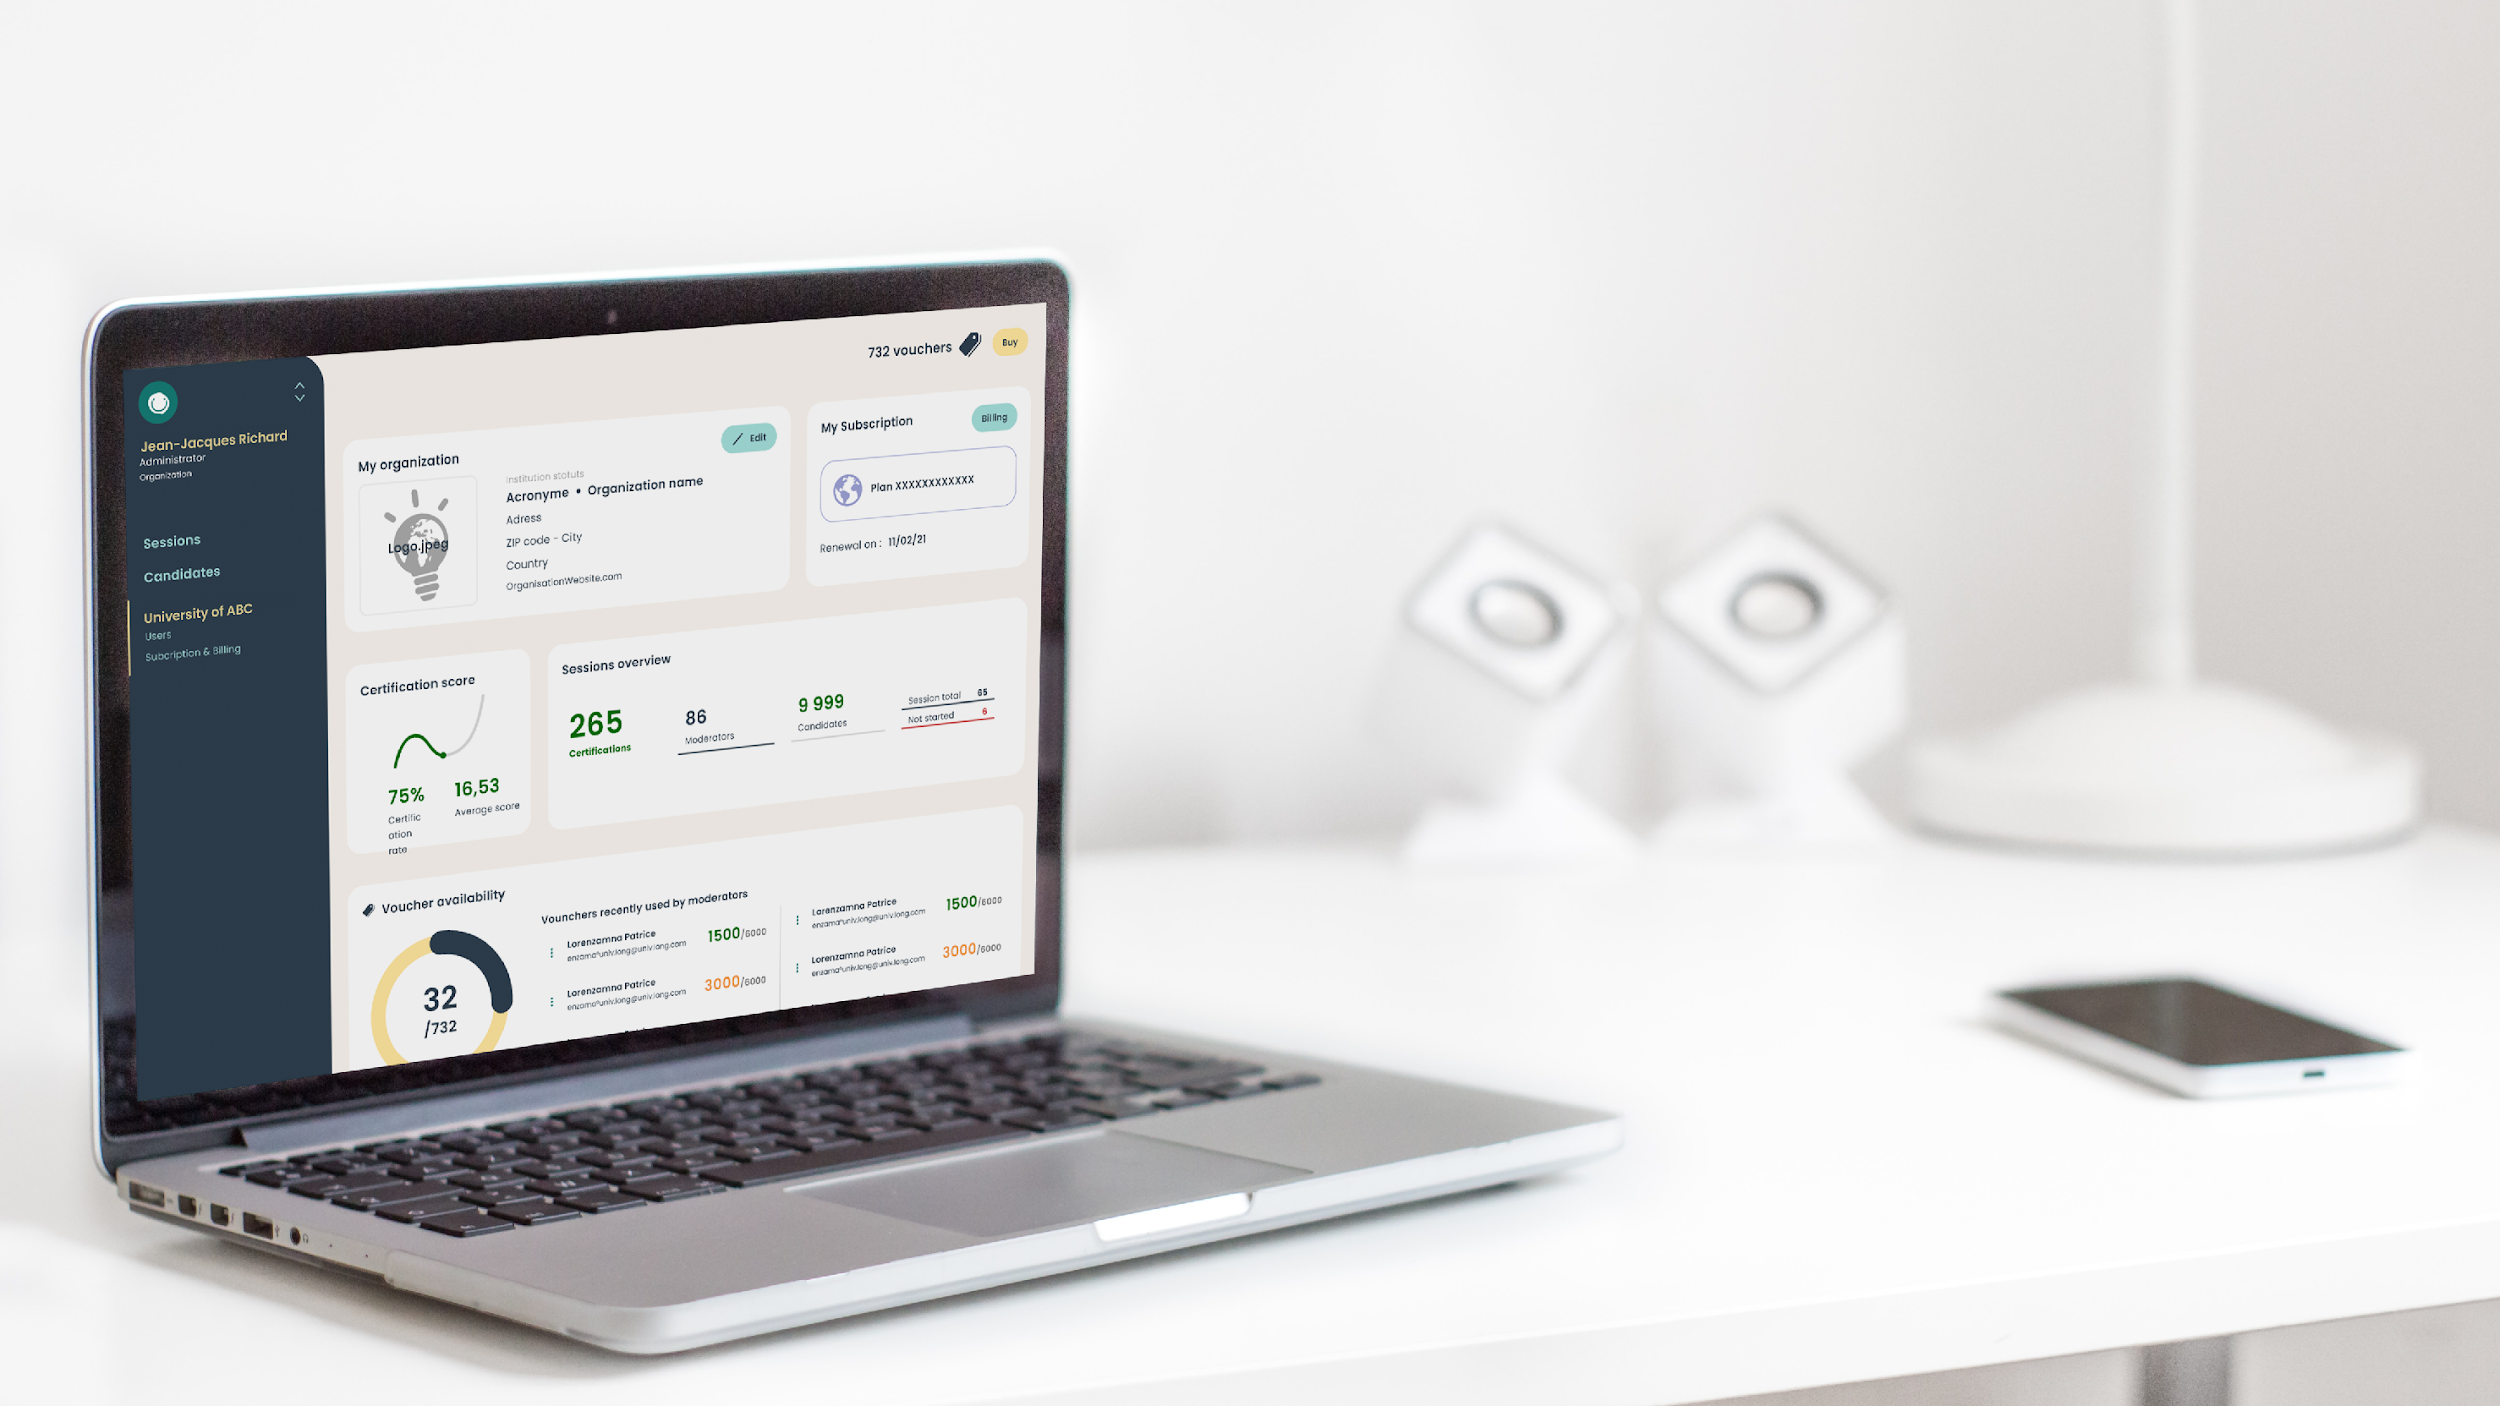 732 vouchers
Buy
Jean-Jacques Richard
Administrator
Organization
Sessions
Candidates
University of ABC
Users
Subcription & Billing
My organization
Edit
Logo.jpeg
Institution statuts
Acronyme • Organization name
Adress
ZIP code - City
Country
OrganisationWebsite.com
My Subscription
Billing
Plan XXXXXXXXXXXX
Renewal on : 11/02/21
Certification score
75%
Certific
ation
rate
16,53
Average score
Sessions overview
265
Certifications
86
Moderators
9 999
Candidates
Session total 65
Not started 6
Voucher availability
32
/732
Vounchers recently used by moderators
Lorenzamna Patrice
1500/6000
Lorenzamna Patrice
3000/6000
Lorenzamna Patrice
1500/6000
Lorenzamna Patrice
3000/6000